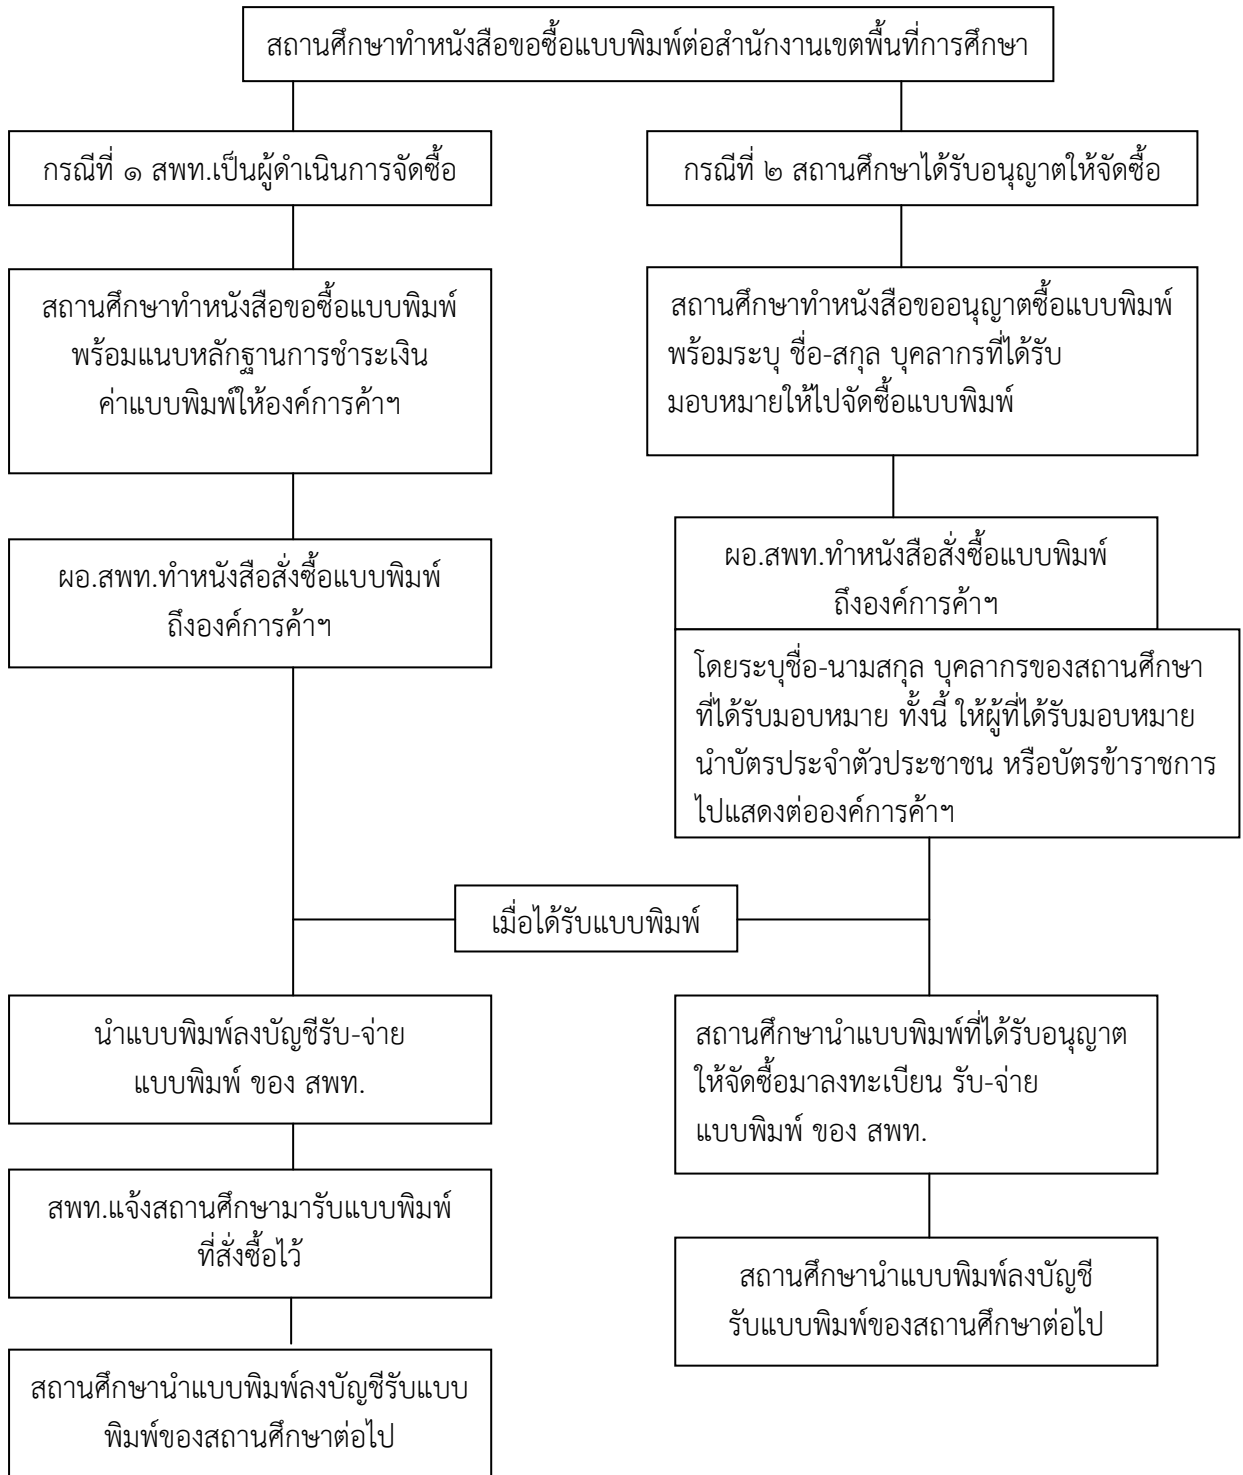 สถานศึกษาทำหนังสือขอซื้อแบบพิมพ์ต่อสำนักงานเขตพื้นที่การศึกษา
กรณีที่ ๑ สพท.เป็นผู้ดำเนินการจัดซื้อ
สถานศึกษาทำหนังสือขอซื้อแบบพิมพ์
พร้อมแนบหลักฐานการชำระเงิน
ค่าแบบพิมพ์ให้องค์การค้าฯ
ผอ.สพท.ทำหนังสือสั่งซื้อแบบพิมพ์
ถึงองค์การค้าฯ
กรณีที่ ๒ สถานศึกษาได้รับอนุญาตให้จัดซื้อ
สถานศึกษาทำหนังสือขออนุญาตซื้อแบบพิมพ์
พร้อมระบุ ชื่อ-สกุล บุคลากรที่ได้รับ
มอบหมายให้ไปจัดซื้อแบบพิมพ์
ผอ.สพท.ทำหนังสือสั่งซื้อแบบพิมพ์
ถึงองค์การค้าฯ
โดยระบุชื่อ-นามสกุล บุคลากรของสถานศึกษา
ที่ได้รับมอบหมาย ทั้งนี้ ให้ผู้ที่ได้รับมอบหมาย
นำบัตรประจำตัวประชาชน หรือบัตรข้าราชการ
ไปแสดงต่อองค์การค้าฯ
เมื่อได้รับแบบพิมพ์
นำแบบพิมพ์ลงบัญชีรับ-จ่าย
แบบพิมพ์ ของ สพท.
สพท.แจ้งสถานศึกษามารับแบบพิมพ์
ที่สั่งซื้อไว้
สถานศึกษานำแบบพิมพ์ลงบัญชีรับแบบ
พิมพ์ของสถานศึกษาต่อไป
สถานศึกษานำแบบพิมพ์ที่ได้รับอนุญาต
ให้จัดซื้อมาลงทะเบียน รับ-จ่าย
แบบพิมพ์ ของ สพท.
สถานศึกษานำแบบพิมพ์ลงบัญชี
รับแบบพิมพ์ของสถานศึกษาต่อไป